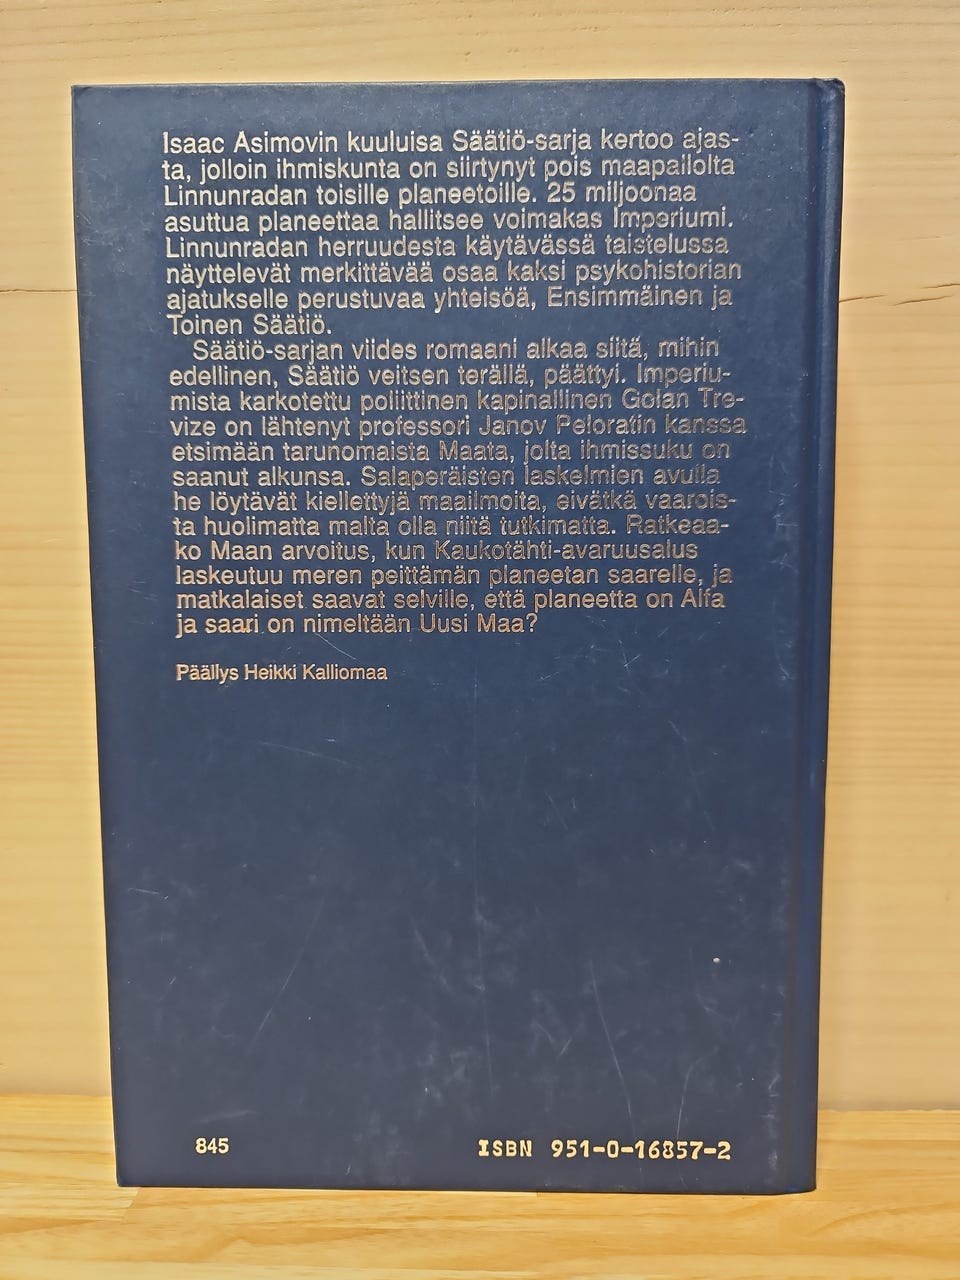 Isaac Asimovin kuuluisa Säätiö-sarja kertoo ajas-
ta, jolloin ihmiskunta on siirtynyt pois maapallolta
Linnunradan toisille planeetoille. 25 miljoonaa
asuttua planeettaa hallitsee voimakas Imperiumi.
Linnunradan herruudesta käytävässä taistelussa
näyttelevät merkittävää osaa kaksi psykohistorian
ajatukselle perustuvaa yhteisöä, Ensimmäinen ja
Toinen Säätiö.
Säätiö-sarjan viides romaani alkaa siitä, mihin
edellinen, Säätiö veitsen terällä, päättyi. Imperiu-
mista karkotettu poliittinen kapinallinen Golan Tre-
vize on lähtenyt professori Janov Peloratin kanssa
etsimään tarunomaista Maata, jolta ihmissuku on
saanut alkunsa. Salaperäisten laskelmien avulla
he löytävät kiellettyjä maailmoita, eivätkä vaarois-
ta huolimatta malta olla niitä tutkimatta. Ratkeaa-
ko Maan arvoitus, kun Kaukotähti-avaruusalus
laskeutuu meren peittämän planeetan saarelle, ja
matkalaiset saavat selville, että planeetta on Alfa
ja saari on nimeltään Uusi Maa?
Päällys Heikki Kalliomaa
845
ISBN 951-0-16857-2